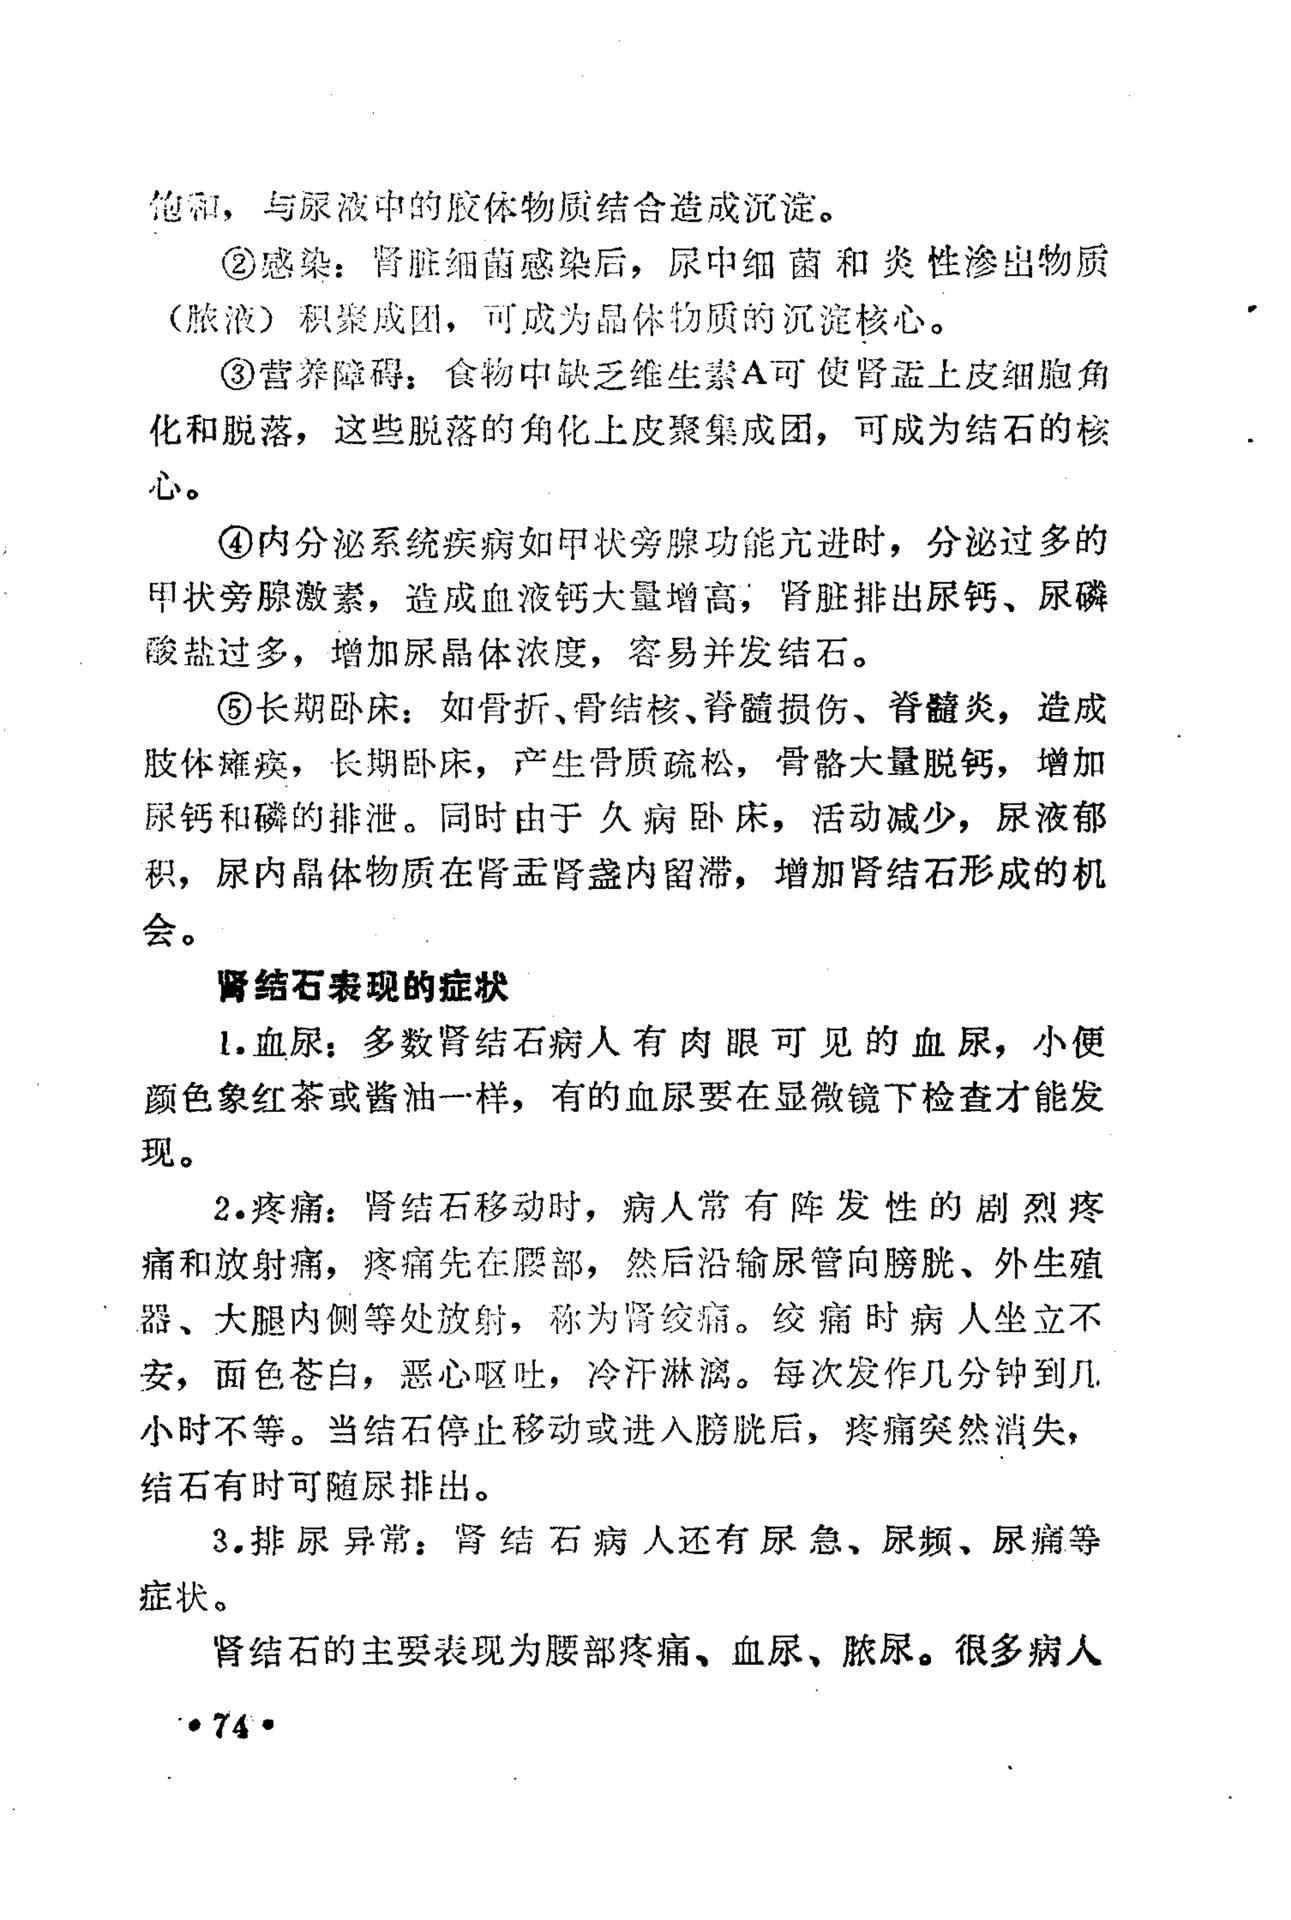 饱和，与尿液中的胶体物质结合造成沉淀。
②感染：肾脏细菌感染后，尿中细菌和炎性渗出物质
（脓液）积聚成团，可成为晶体物质的沉淀核心。
③营养障碍：食物中缺乏维生素A可使肾盂上皮细胞角
化和脱落，这些脱落的角化上皮聚集成团，可成为结石的核
心。
④内分泌系统疾病如甲状旁腺功能亢进时，分泌过多的
甲状旁腺激素，造成血液钙大量增高，肾脏排出尿钙、尿磷
酸盐过多，增加尿晶体浓度，容易并发结石。
⑤长期卧床：如骨折、骨结核、脊髓损伤、脊髓炎，造成
肢体瘫痪，长期卧床，产生骨质疏松，骨骼大量脱钙，增加
尿钙和磷的排泄。同时由于久病卧床，活动减少，尿液郁
积，尿内晶体物质在肾盂肾盏内留滞，增加肾结石形成的机
会。
肾结石表现的症状
1.血尿：多数肾结石病人有肉眼可见的血尿，小便
颜色象红茶或酱油一样，有的血尿要在显微镜下检查才能发
现。
2.疼痛：肾结石移动时，病人常有阵发性的剧烈疼
痛和放射痛，疼痛先在腰部，然后沿输尿管向膀胱、外生殖
器、大腿内侧等处放射，称为肾绞痛。绞痛时病人坐立不
安，面色苍白，恶心呕吐，冷汗淋漓。每次发作几分钟到几
小时不等。当结石停止移动或进入膀胱后，疼痛突然消失，
结石有时可随尿排出。
3.排尿异常：肾结石病人还有尿急、尿频、尿痛等
症状。
肾结石的主要表现为腰部疼痛、血尿、脓尿。很多病人
•74•